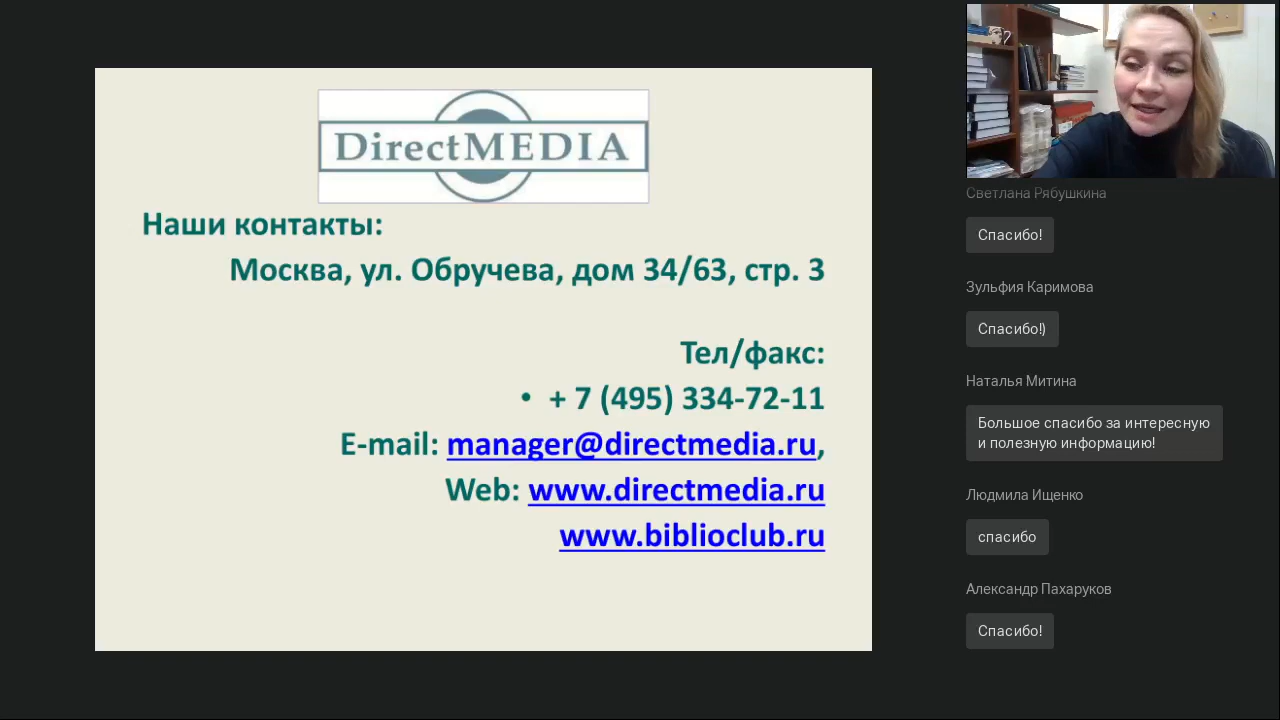 DirectMEDIA
Наши контакты:
Москва, ул. Обручева, дом 34/63, стр. 3
Тел/факс:
• + 7 (495) 334-72-11
E-mail: manager@directmedia.ru,
Web: www.directmedia.ru
www.biblioclub.ru
Светлана Рябушкина
Спасибо!
Зульфия Каримова
Спасибо!)
Наталья Митина
Большое спасибо за интересную
и полезную информацию!
Людмила Ищенко
спасибо
Александр Пахаруков
Спасибо!